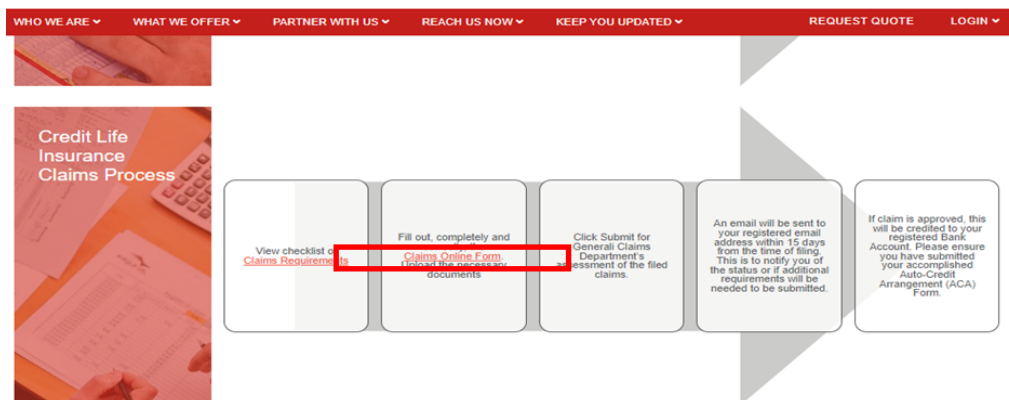 WHO WE ARE WHAT WE OFFER PARTNER WITH US REACH US NOW KEEP YOU UPDATED REQUEST QUOTE LOGIN
Credit Life
Insurance
Claims Process
View checklist
Claims Requirements
Fill out, completely and
Claims Online Form.
Upload the necessary
documents
Click Submit for
Generali Claims
Department's
assessment of the filed
claims.
An email will be sent to
your registered email
address within 15 days
from the time of filing.
This is to notify you of
the status or if additional
requirements will be
needed to be submitted.
If claim is approved, this
will be credited to your
registered Bank
Account. Please ensure
you have submitted
your accomplished
Auto-Credit
Arrangement (ACA)
Form.